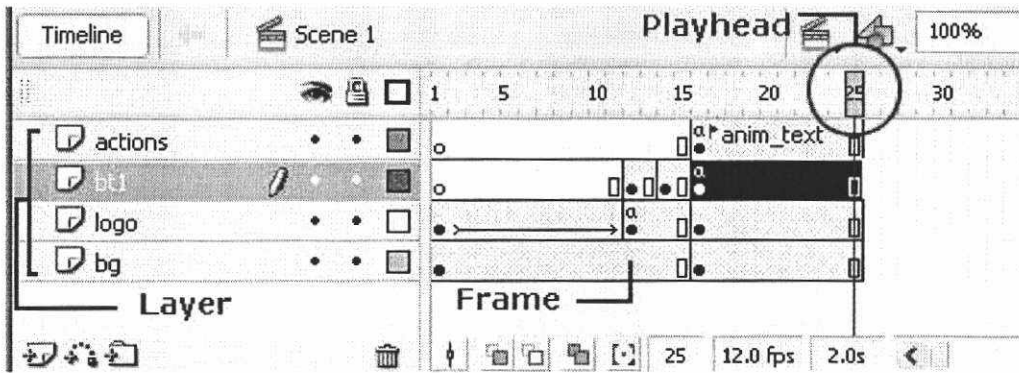 Timeline Scene 1 Playhead 100%
1 5 10 15 20 25 30
actions a anim_text
bt1 a
logo a
bg
Layer Frame
25 12.0 fps 2.0s